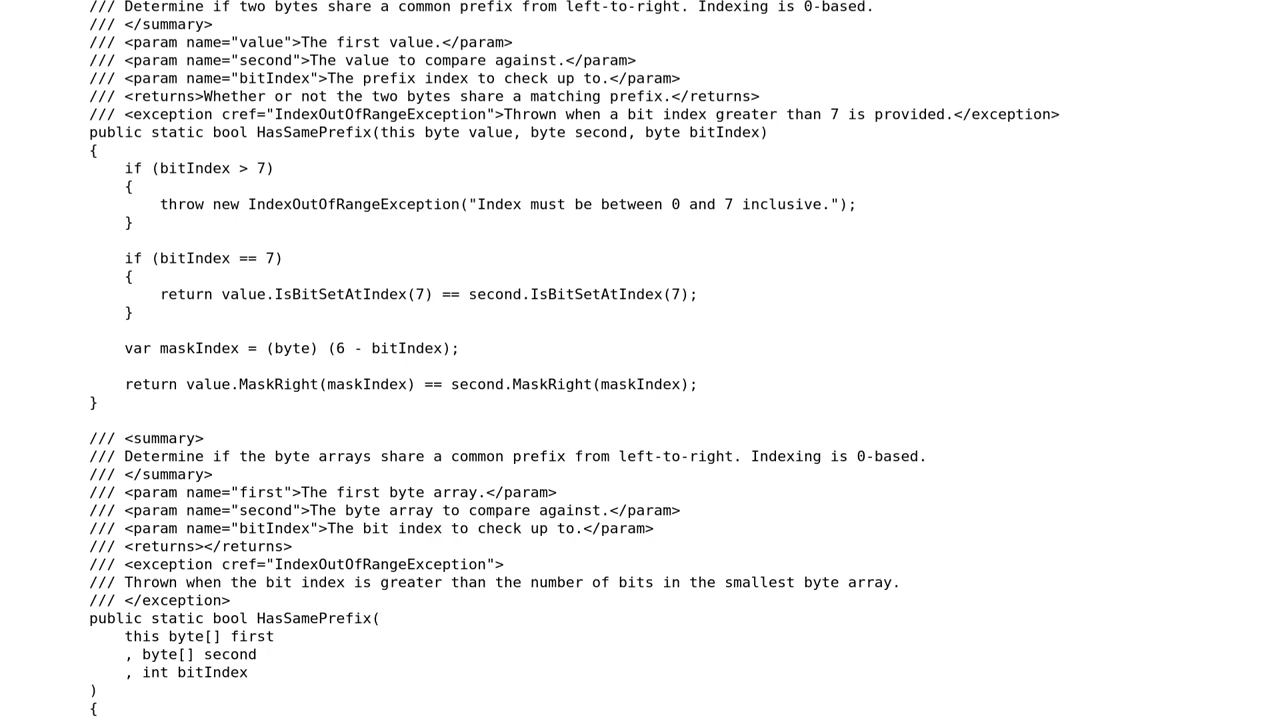 /// Determine if two bytes share a common prefix from left-to-right. Indexing is 0-based.
/// </summary>
/// <param name="value">The first value.</param>
/// <param name="second">The value to compare against.</param>
/// <param name="bitIndex">The prefix index to check up to.</param>
/// <returns>Whether or not the two bytes share a matching prefix.</returns>
/// <exception cref="IndexOutOfRangeException">Thrown when a bit index greater than 7 is provided.</exception>
public static bool HasSamePrefix(this byte value, byte second, byte bitIndex)
{
    if (bitIndex > 7)
    {
        throw new IndexOutOfRangeException("Index must be between 0 and 7 inclusive.");
    }

    if (bitIndex == 7)
    {
        return value.IsBitSetAtIndex(7) == second.IsBitSetAtIndex(7);
    }

    var maskIndex = (byte) (6 - bitIndex);

    return value.MaskRight(maskIndex) == second.MaskRight(maskIndex);
}

/// <summary>
/// Determine if the byte arrays share a common prefix from left-to-right. Indexing is 0-based.
/// </summary>
/// <param name="first">The first byte array.</param>
/// <param name="second">The byte array to compare against.</param>
/// <param name="bitIndex">The bit index to check up to.</param>
/// <returns></returns>
/// <exception cref="IndexOutOfRangeException">
/// Thrown when the bit index is greater than the number of bits in the smallest byte array.
/// </exception>
public static bool HasSamePrefix(
    this byte[] first
    , byte[] second
    , int bitIndex
)
{